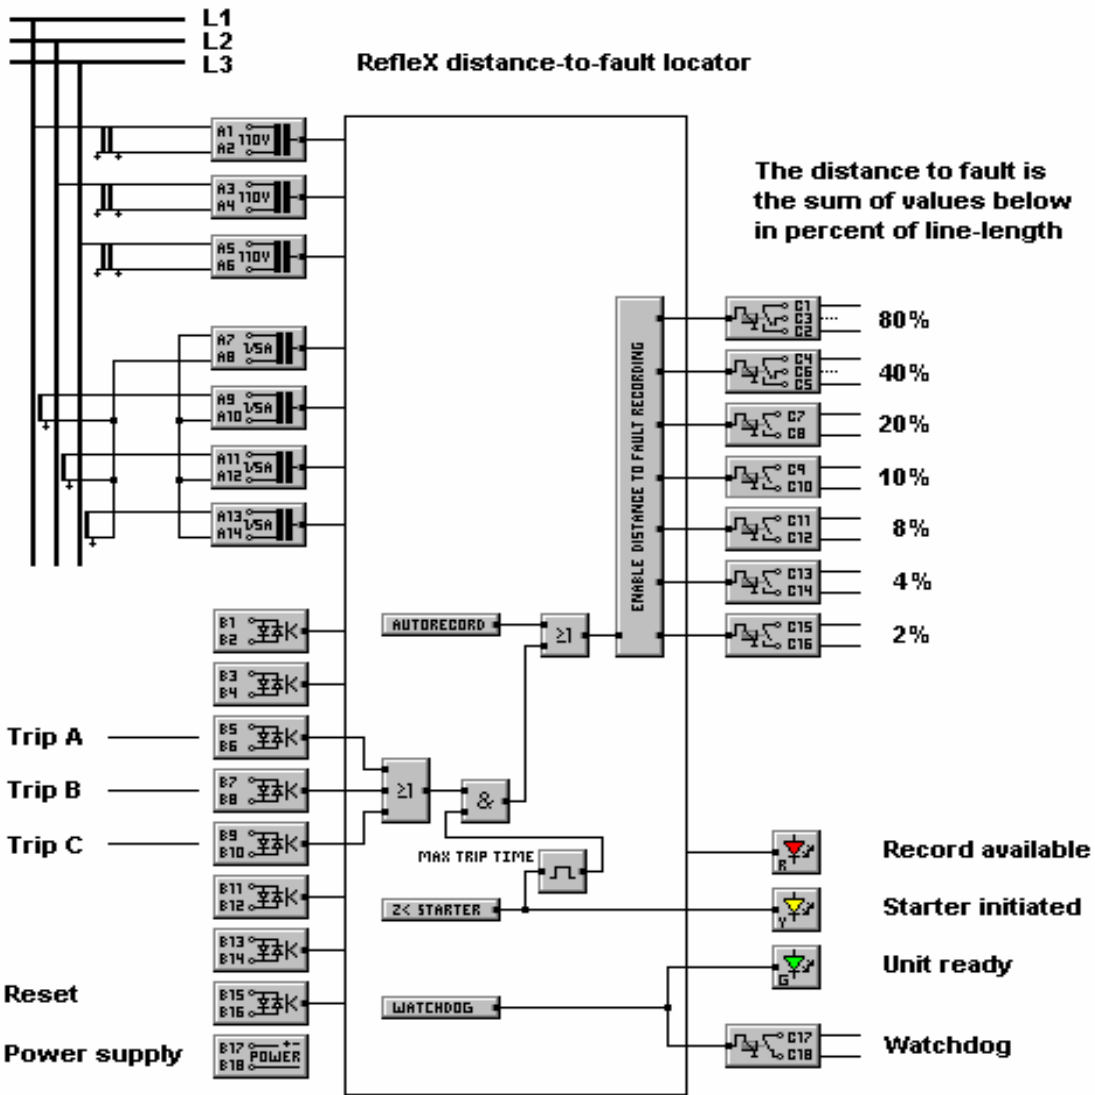 L1
L2
L3
RefleX distance-to-fault locator
A1
A2
110V
A3
A4
110V
A5
A6
110V
The distance to fault is
the sum of values below
in percent of line-length
A7
A8
1/5A
A9
A10
1/5A
A11
A12
1/5A
A13
A14
1/5A
ENABLE DISTANCE TO FAULT RECORDING
C1
C3
C2
80%
C4
C6
C5
40%
C7
C8
20%
C9
C10
10%
C11
C12
8%
C13
C14
4%
C15
C16
2%
AUTORECORD
≥1
B1
B2
B3
B4
Trip A
B5
B6
Trip B
B7
B8
≥1
&
Trip C
B9
B10
MAX TRIP TIME
B11
B12
Z< STARTER
B13
B14
Reset
B15
B16
WATCHDOG
Power supply
B17
B18
+-
POWER
R
Record available
Y
Starter initiated
G
Unit ready
C17
C18
Watchdog